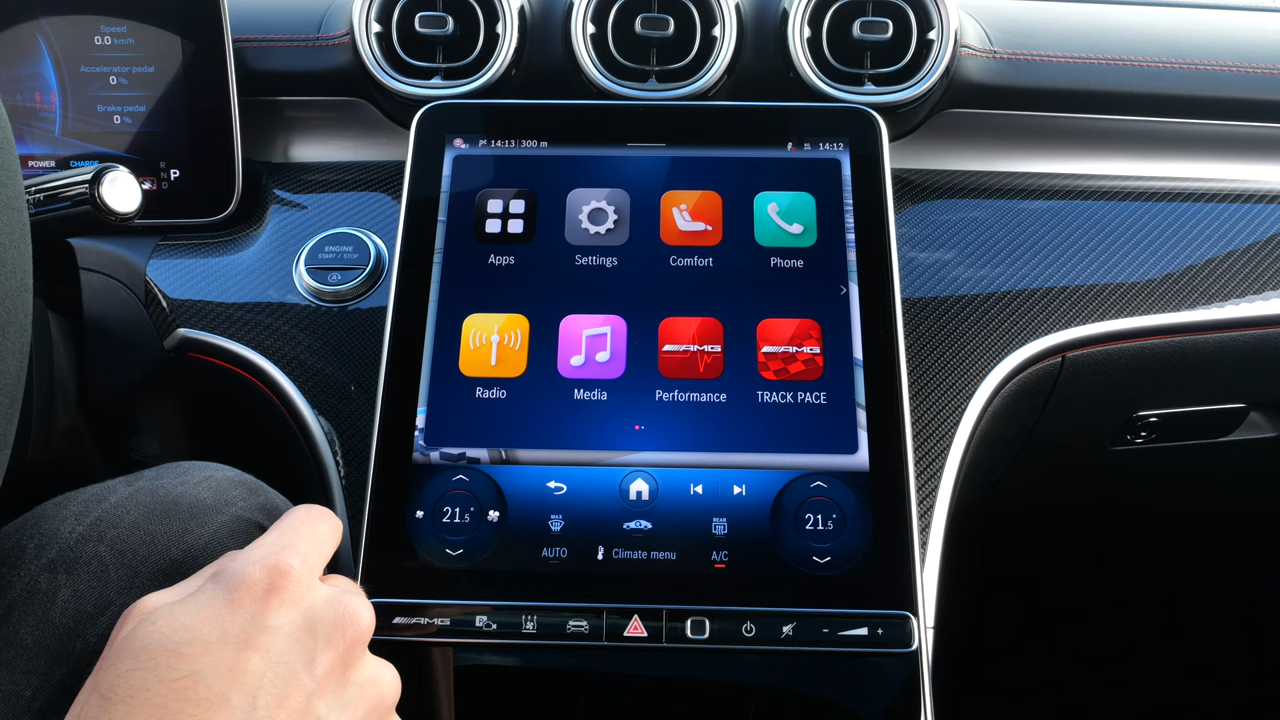 Speed
0.0 km/h
Accelerator pedal
0 %
Brake pedal
0 %
POWER CHARGE
R
N
D
P
ENGINE
START / STOP
A
14:13 300 m
14:12
Apps
Settings
Comfort
Phone
AMG
AMG
Radio
Media
Performance
TRACK PACE
21.5°
21.5°
MAX
REAR
AUTO
Climate menu
A/C
AMG
P
- +